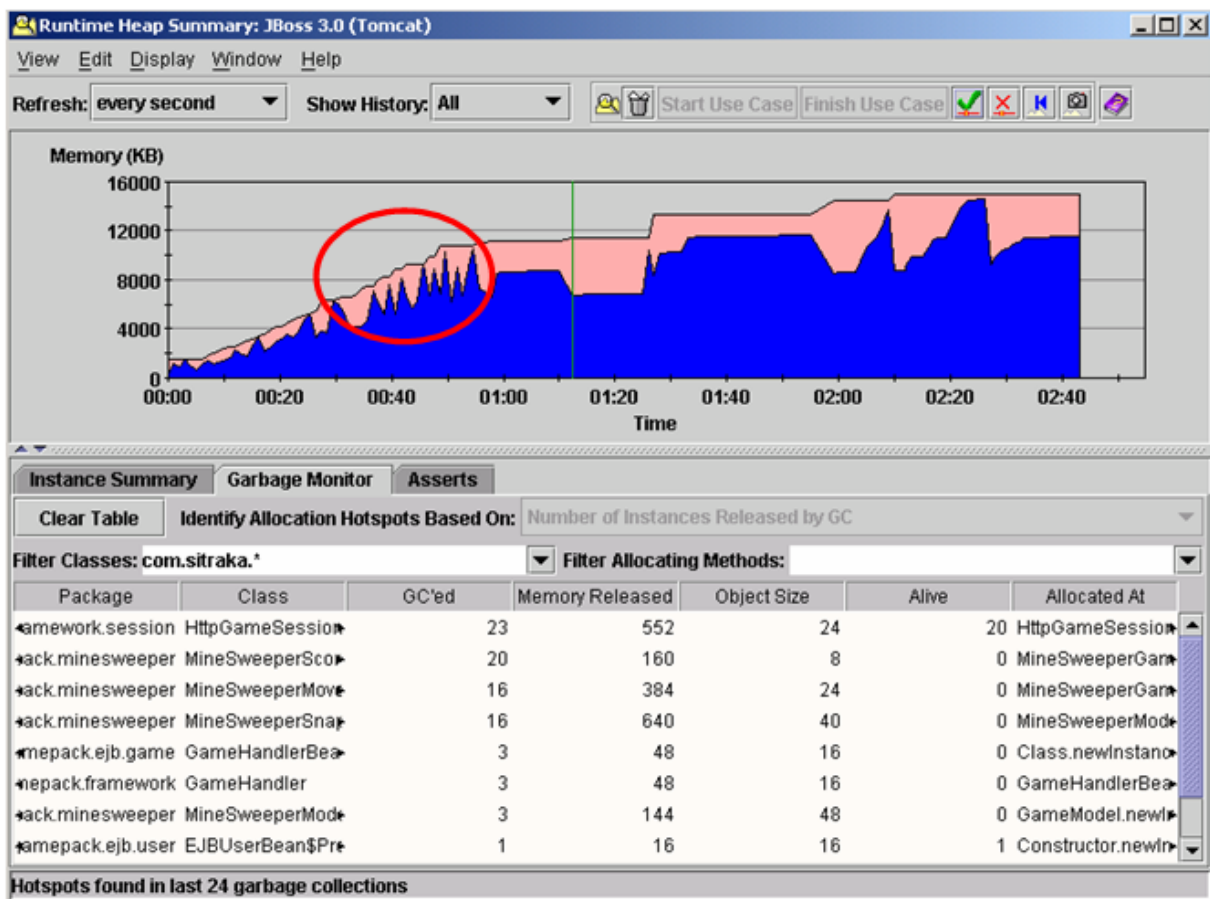 Runtime Heap Summary: JBoss 3.0 (Tomcat)
View Edit Display Window Help
Refresh: every second Show History: All Start Use Case Finish Use Case
Memory (KB)
16000
12000
8000
4000
0
00:00 00:20 00:40 01:00 01:20 01:40 02:00 02:20 02:40
Time
Instance Summary Garbage Monitor Asserts
Clear Table Identify Allocation Hotspots Based On: Number of Instances Released by GC
Filter Classes: com.sitraka.* Filter Allocating Methods:
Package Class GC'ed Memory Released Object Size Alive Allocated At
amework.session HttpGameSession 23 552 24 20 HttpGameSession
ack.minesweeper MineSweeperScor 20 160 8 0 MineSweeperGam
ack.minesweeper MineSweeperMove 16 384 24 0 MineSweeperGam
ack.minesweeper MineSweeperSnap 16 640 40 0 MineSweeperMode
mepack.ejb.game GameHandlerBea 3 48 16 0 Class.newInstanc
nepack.framework GameHandler 3 48 16 0 GameHandlerBea
ack.minesweeper MineSweeperMode 3 144 48 0 GameModel.newIn
amepack.ejb.user EJBUserBean$Pre 1 16 16 1 Constructor.newIn
Hotspots found in last 24 garbage collections